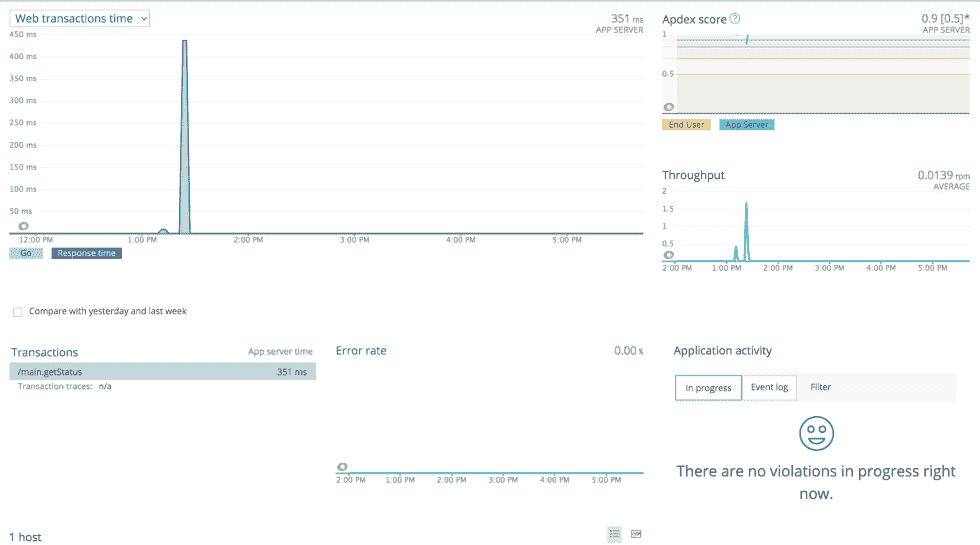 Web transactions time
351 ms
APP SERVER
450 ms
400 ms
350 ms
300 ms
250 ms
200 ms
150 ms
100 ms
50 ms
12:00 PM 1:00 PM 2:00 PM 3:00 PM 4:00 PM 5:00 PM
Go Response time
Compare with yesterday and last week
Apdex score ?
0.9 [0.5]*
APP SERVER
1
0.5
End User App Server
Throughput
0.0139 rpm
AVERAGE
2
1.5
1
0.5
2:00 PM 1:00 PM 2:00 PM 3:00 PM 4:00 PM 5:00 PM
Transactions App server time
/main.getStatus 351 ms
Transaction traces: n/a
Error rate 0.00 %
2:00 PM 1:00 PM 2:00 PM 3:00 PM 4:00 PM 5:00 PM
Application activity
In progress Event log Filter
There are no violations in progress right
now.
1 host